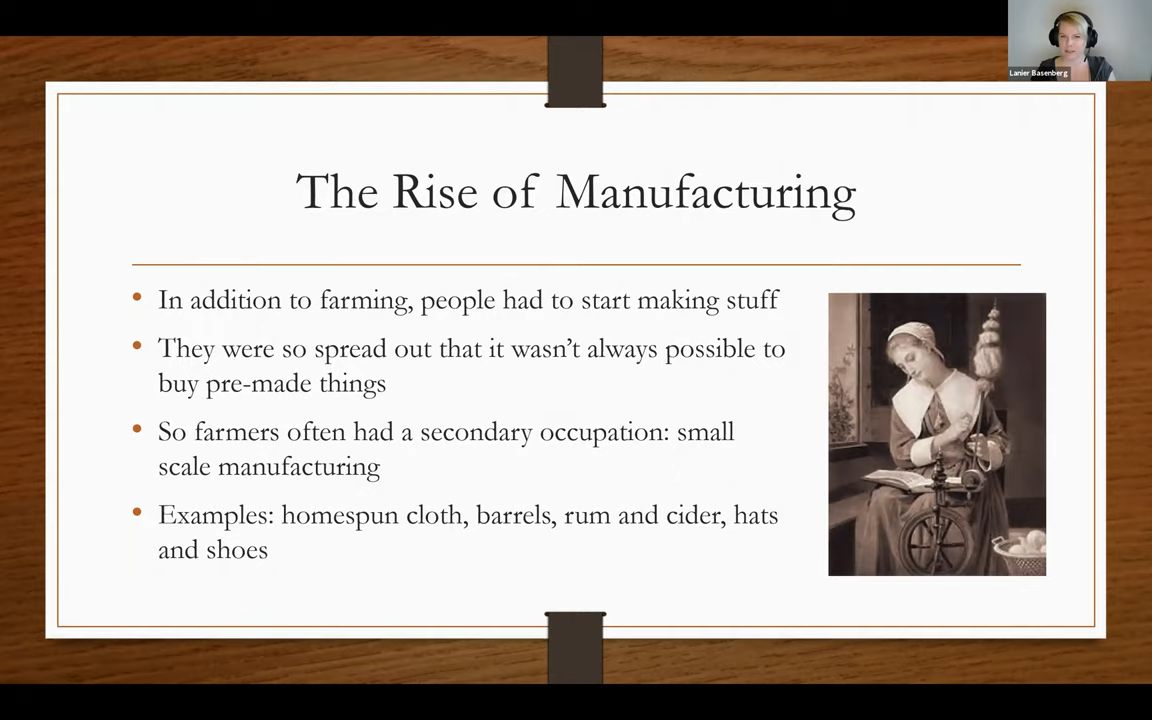 Lanier Basenberg
The Rise of Manufacturing
• In addition to farming, people had to start making stuff
• They were so spread out that it wasn’t always possible to
buy pre-made things
• So farmers often had a secondary occupation: small
scale manufacturing
• Examples: homespun cloth, barrels, rum and cider, hats
and shoes